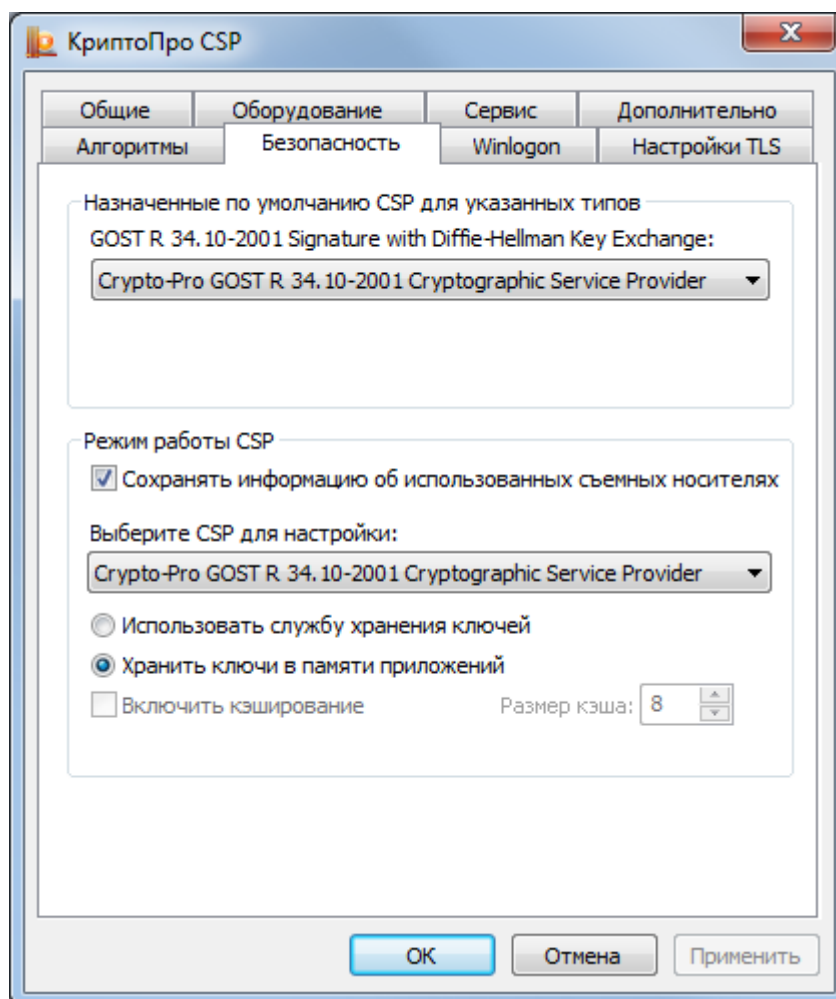 КриптоПро CSP
Общие Оборудование Сервис Дополнительно
Алгоритмы Безопасность Winlogon Настройки TLS
Назначенные по умолчанию CSP для указанных типов
GOST R 34.10-2001 Signature with Diffie-Hellman Key Exchange:
Crypto-Pro GOST R 34.10-2001 Cryptographic Service Provider
Режим работы CSP
Сохранять информацию об использованных съемных носителях
Выберите CSP для настройки:
Crypto-Pro GOST R 34.10-2001 Cryptographic Service Provider
Использовать службу хранения ключей
Хранить ключи в памяти приложений
Включить кэширование Размер кэша: 8
ОК Отмена Применить